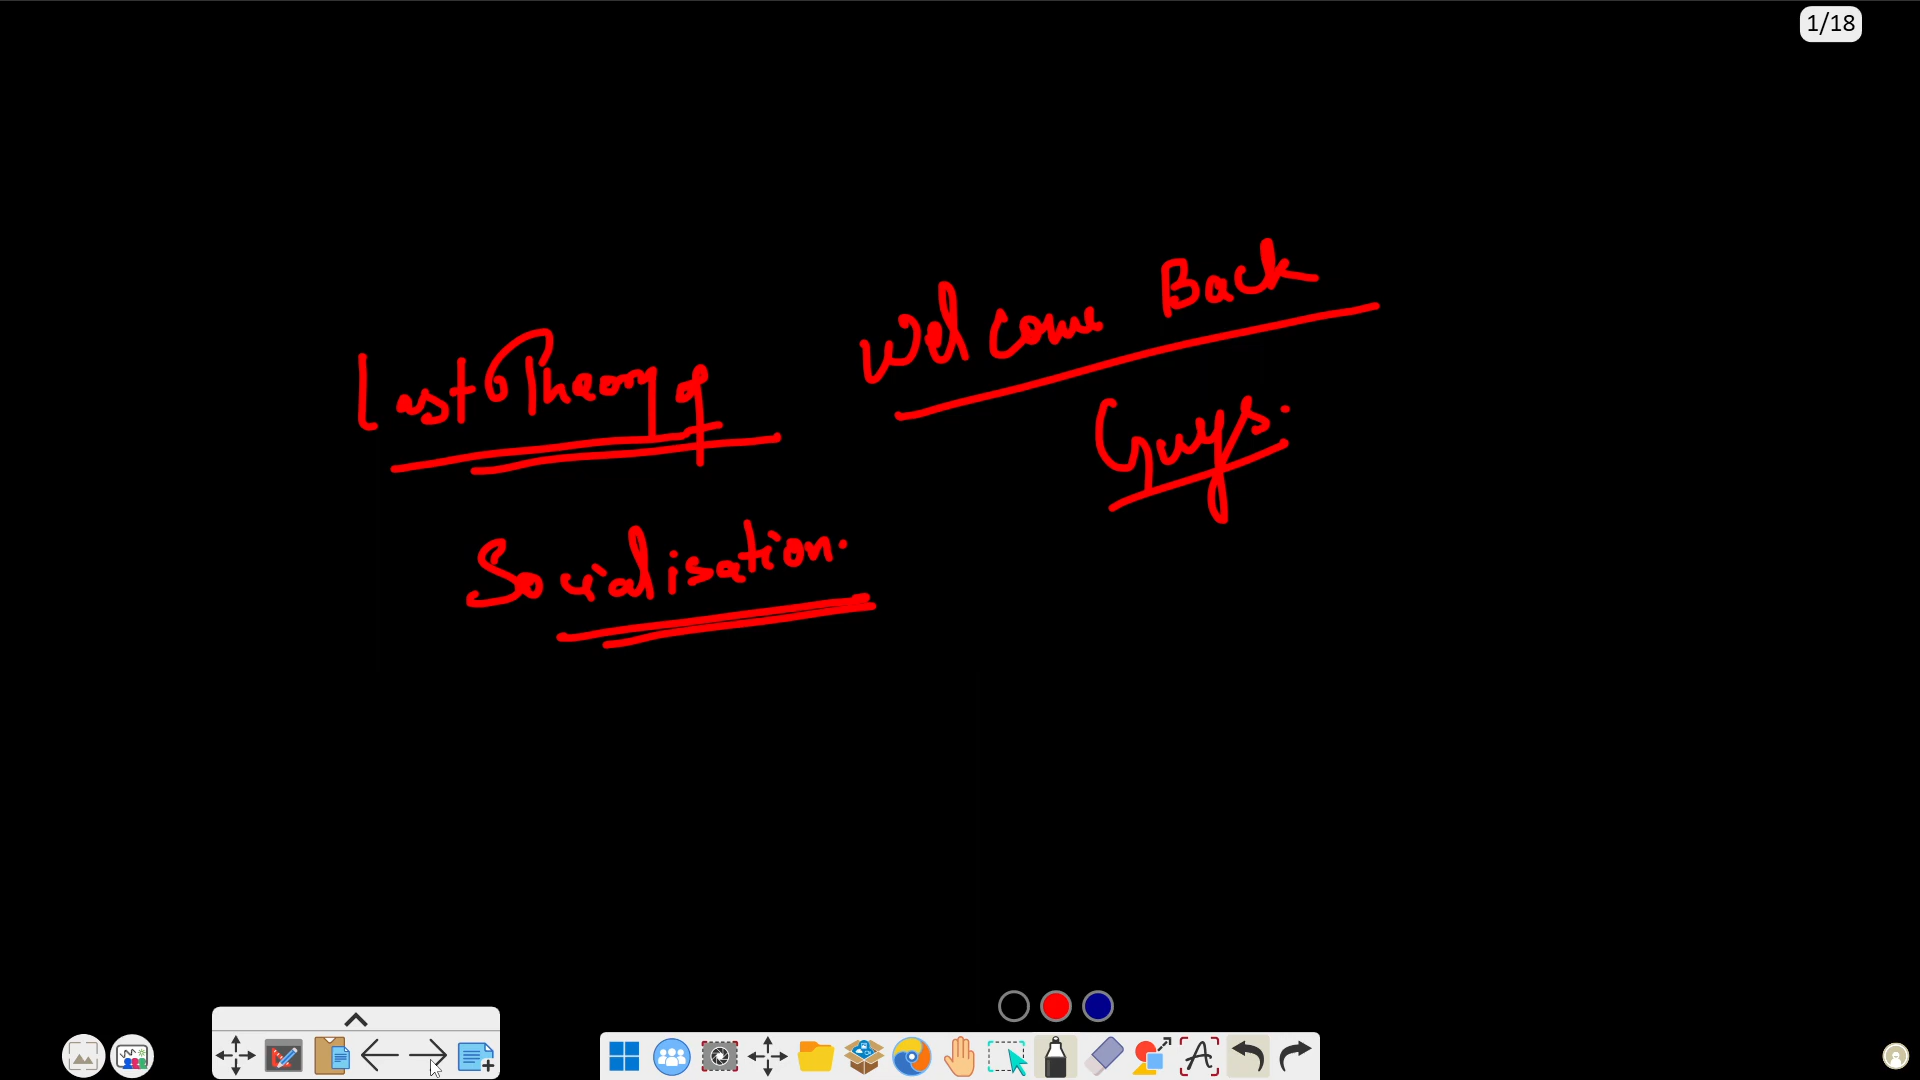 1/18
Welcome Back
Guys.
Last Theory of
Socialisation.